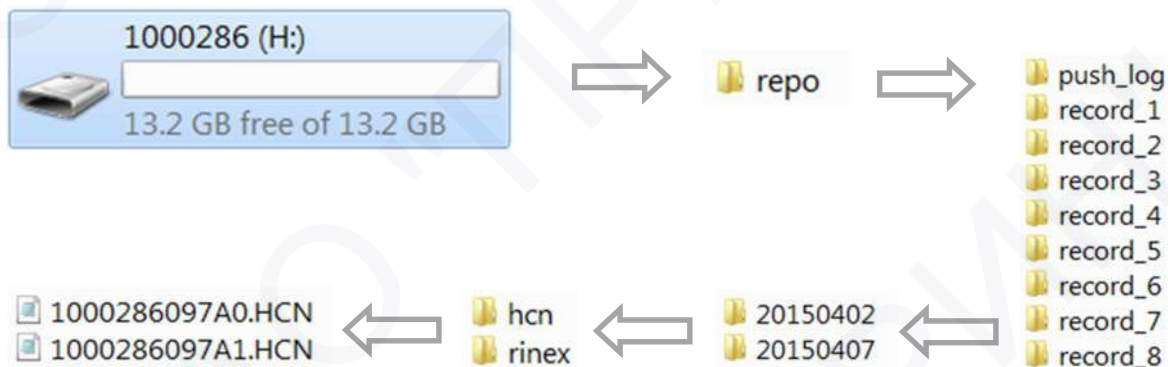 1000286 (H:)
13.2 GB free of 13.2 GB
repo
push_log
record_1
record_2
record_3
record_4
record_5
record_6
record_7
record_8
20150402
20150407
hcn
rinex
1000286097A0.HCN
1000286097A1.HCN